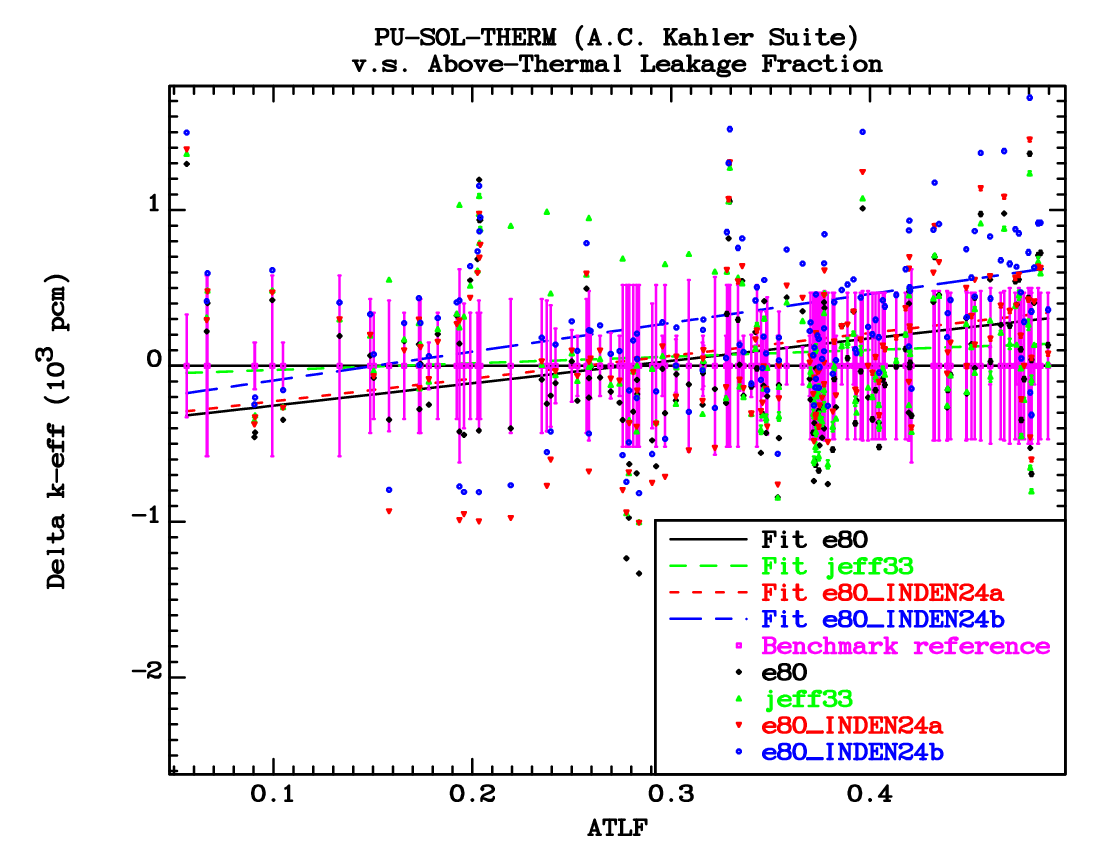 PU-SOL-THERM (A.C. Kahler Suite)
v.s. Above-Thermal Leakage Fraction
Delta k-eff (10³ pcm)
1
0
-1
-2
0.1 0.2 0.3 0.4
ATLF
Fit e80
Fit jeff33
Fit e80_INDEN24a
Fit e80_INDEN24b
Benchmark reference
e80
jeff33
e80_INDEN24a
e80_INDEN24b